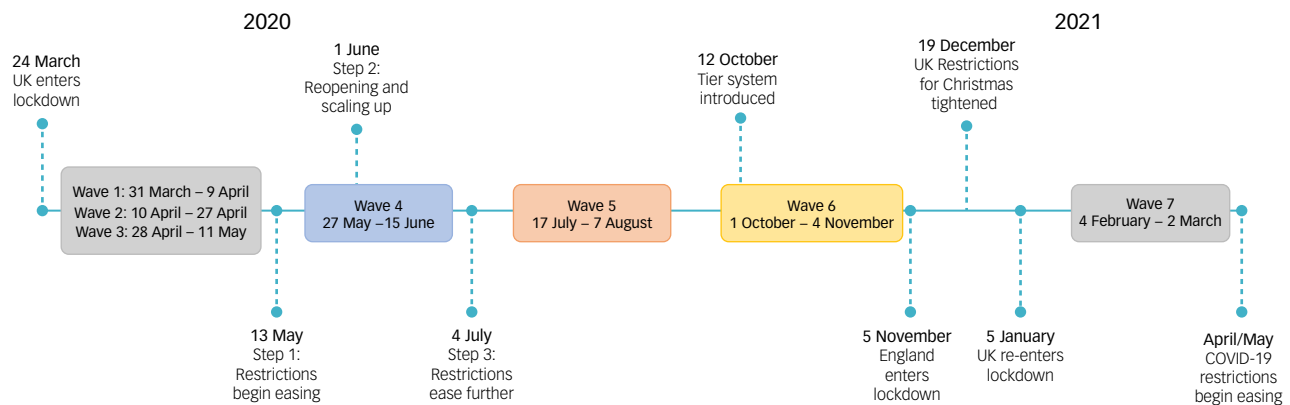 2020
2021
24 March
UK enters
lockdown
1 June
Step 2:
Reopening and
scaling up
12 October
Tier system
introduced
19 December
UK Restrictions
for Christmas
tightened
Wave 1: 31 March – 9 April
Wave 2: 10 April – 27 April
Wave 3: 28 April – 11 May
Wave 4
27 May –15 June
Wave 5
17 July – 7 August
Wave 6
1 October – 4 November
Wave 7
4 February – 2 March
13 May
Step 1:
Restrictions
begin easing
4 July
Step 3:
Restrictions
ease further
5 November
England
enters
lockdown
5 January
UK re-enters
lockdown
April/May
COVID-19
restrictions
begin easing